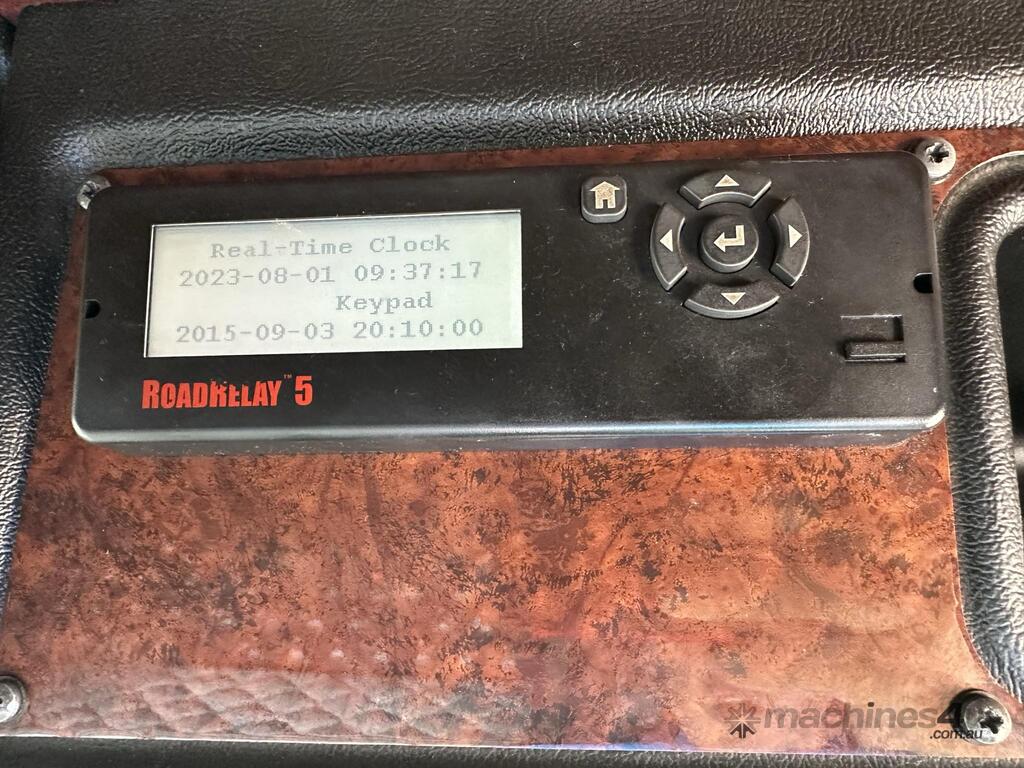 Real-Time Clock
2023-08-01 09:37:17
Keypad
2015-09-03 20:10:00
ROADRELAY™ 5
machines4u
.com.au